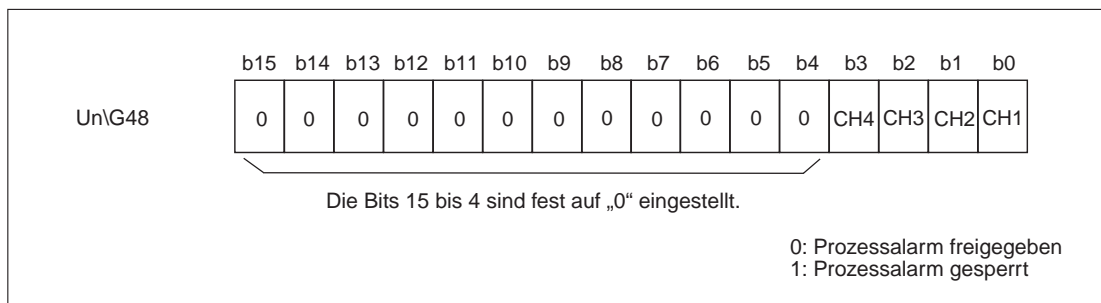 b15 b14 b13 b12 b11 b10 b9 b8 b7 b6 b5 b4 b3 b2 b1 b0
Un\G48 0 0 0 0 0 0 0 0 0 0 0 0 CH4 CH3 CH2 CH1
Die Bits 15 bis 4 sind fest auf „0“ eingestellt.
0: Prozessalarm freigegeben
1: Prozessalarm gesperrt